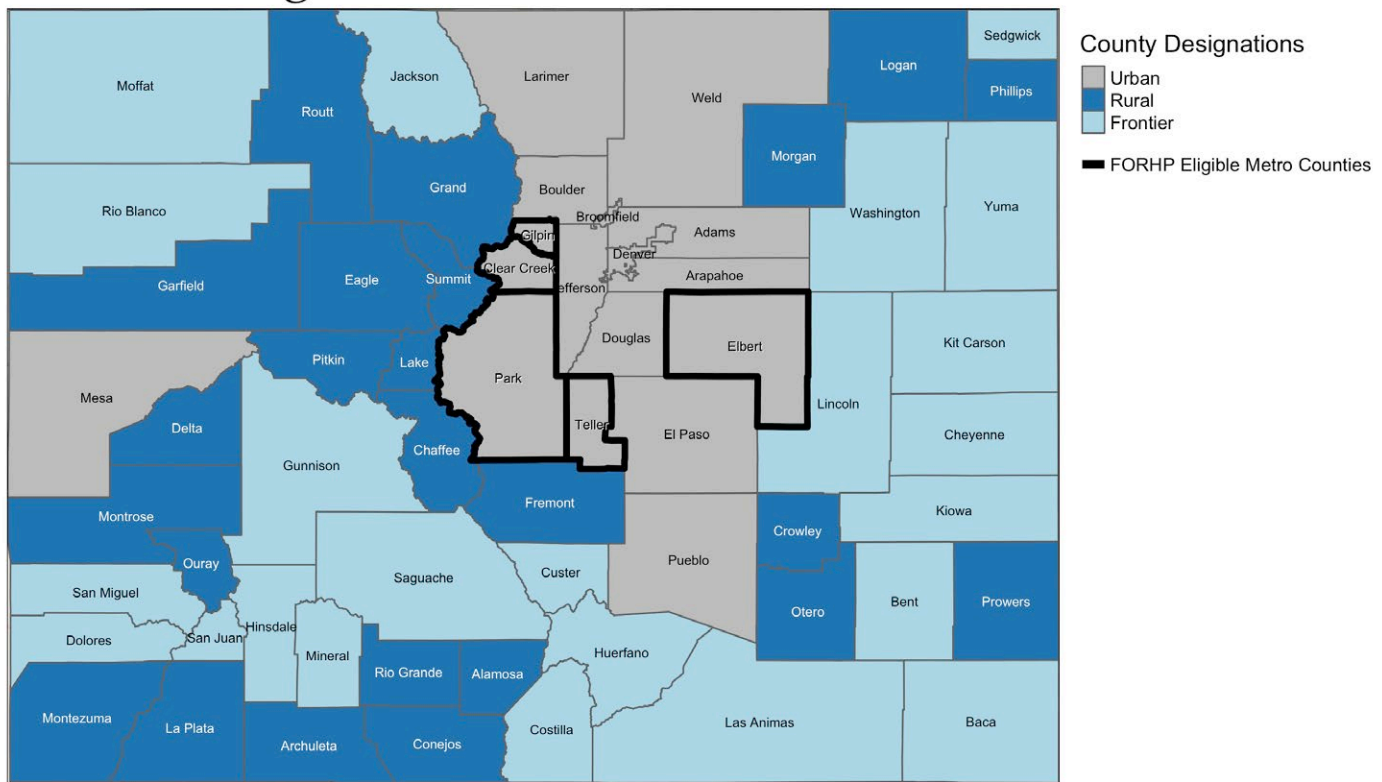 Sedgwick
Moffat
Jackson
Larimer
Weld
Logan
Phillips
Routt
Morgan
Grand
Boulder
Washington
Yuma
Rio Blanco
Broomfield
Gilpin
Adams
Denver
Clear Creek
Arapahoe
Garfield
Eagle
Summit
efferson
Douglas
Elbert
Kit Carson
Pitkin
Lake
Park
Mesa
Lincoln
Delta
Teller
El Paso
Cheyenne
Chaffee
Gunnison
Fremont
Kiowa
Montrose
Crowley
Ouray
Pueblo
Custer
Saguache
San Miguel
Otero
Bent
Prowers
Hinsdale
San Juan
Dolores
Mineral
Huerfano
Rio Grande
Alamosa
Montezuma
La Plata
Archuleta
Conejos
Costilla
Las Animas
Baca
County Designations
Urban
Rural
Frontier
FORHP Eligible Metro Counties